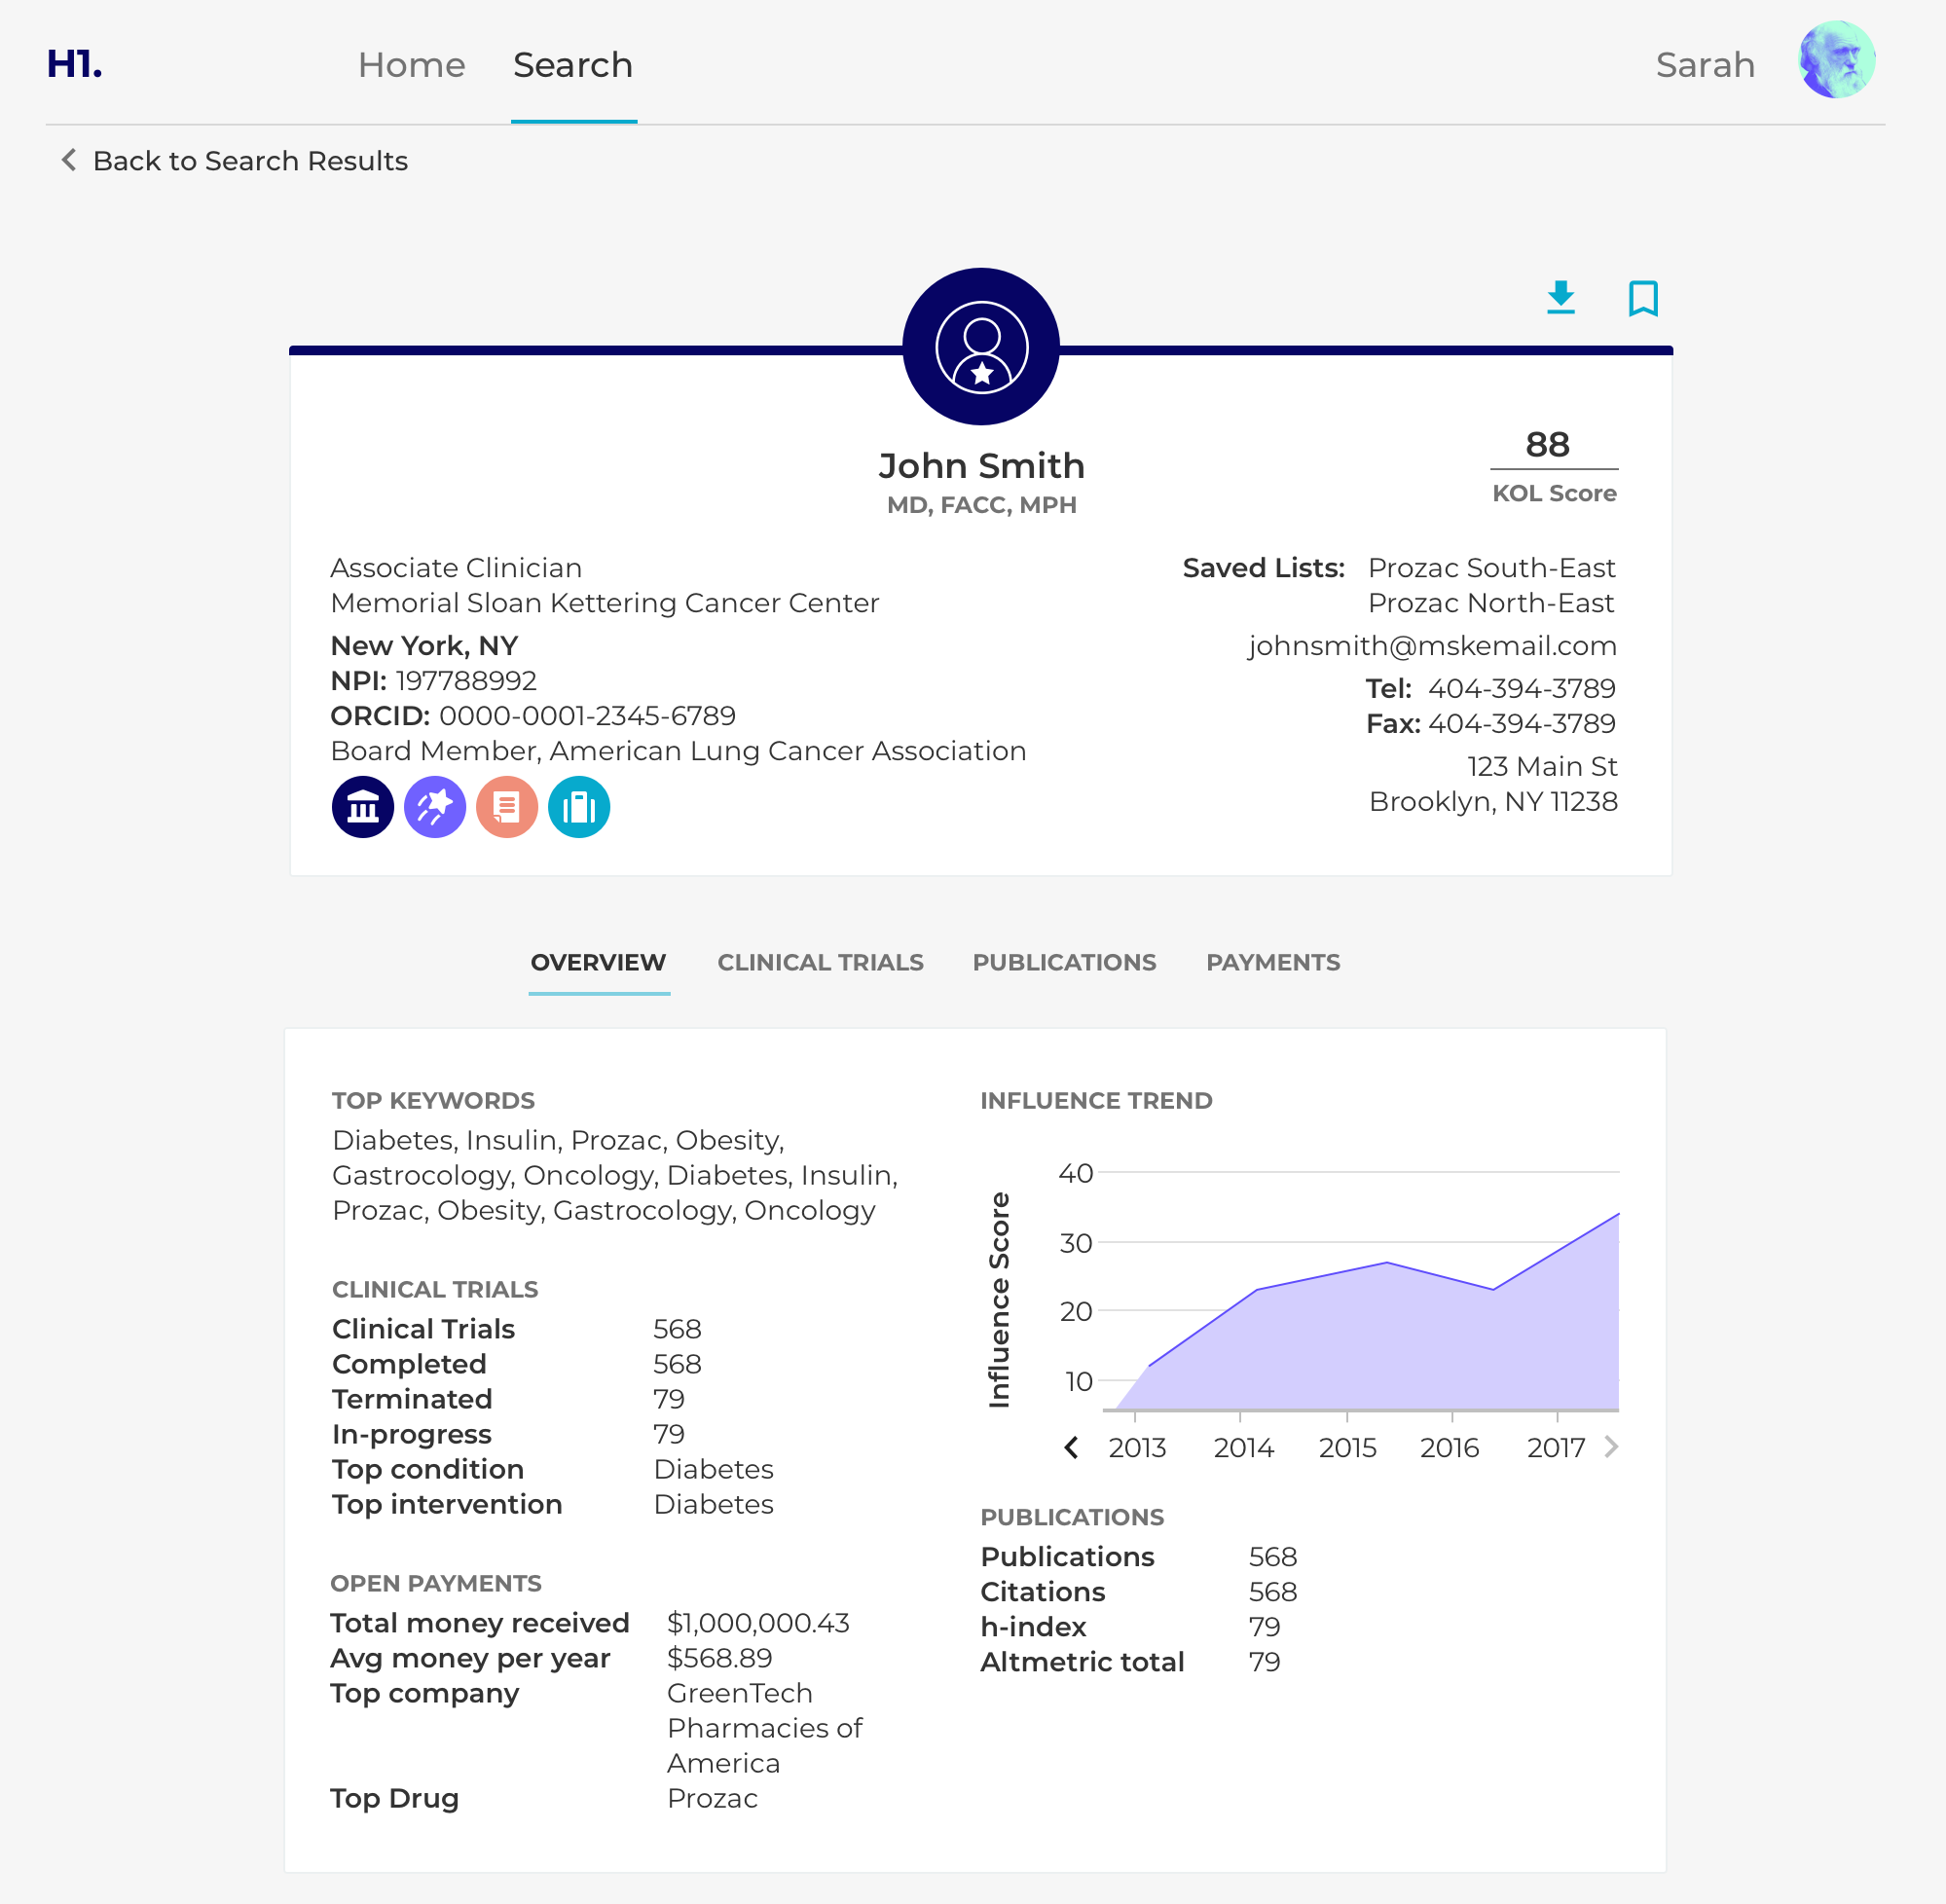 H1.
Home
Search
Sarah
Back to Search Results
John Smith
MD, FACC, MPH
88
KOL Score
Associate Clinician
Memorial Sloan Kettering Cancer Center
New York, NY
NPI: 197788992
ORCID: 0000-0001-2345-6789
Board Member, American Lung Cancer Association
Saved Lists: Prozac South-East
Prozac North-East
johnsmith@mskemail.com
Tel: 404-394-3789
Fax: 404-394-3789
123 Main St
Brooklyn, NY 11238
OVERVIEW
CLINICAL TRIALS
PUBLICATIONS
PAYMENTS
TOP KEYWORDS
Diabetes, Insulin, Prozac, Obesity,
Gastrocology, Oncology, Diabetes, Insulin,
Prozac, Obesity, Gastrocology, Oncology
CLINICAL TRIALS
Clinical Trials 568
Completed 568
Terminated 79
In-progress 79
Top condition Diabetes
Top intervention Diabetes
OPEN PAYMENTS
Total money received $1,000,000.43
Avg money per year $568.89
Top company GreenTech
Pharmacies of
America
Top Drug Prozac
INFLUENCE TREND
Influence Score
40
30
20
10
2013 2014 2015 2016 2017
PUBLICATIONS
Publications 568
Citations 568
h-index 79
Altmetric total 79